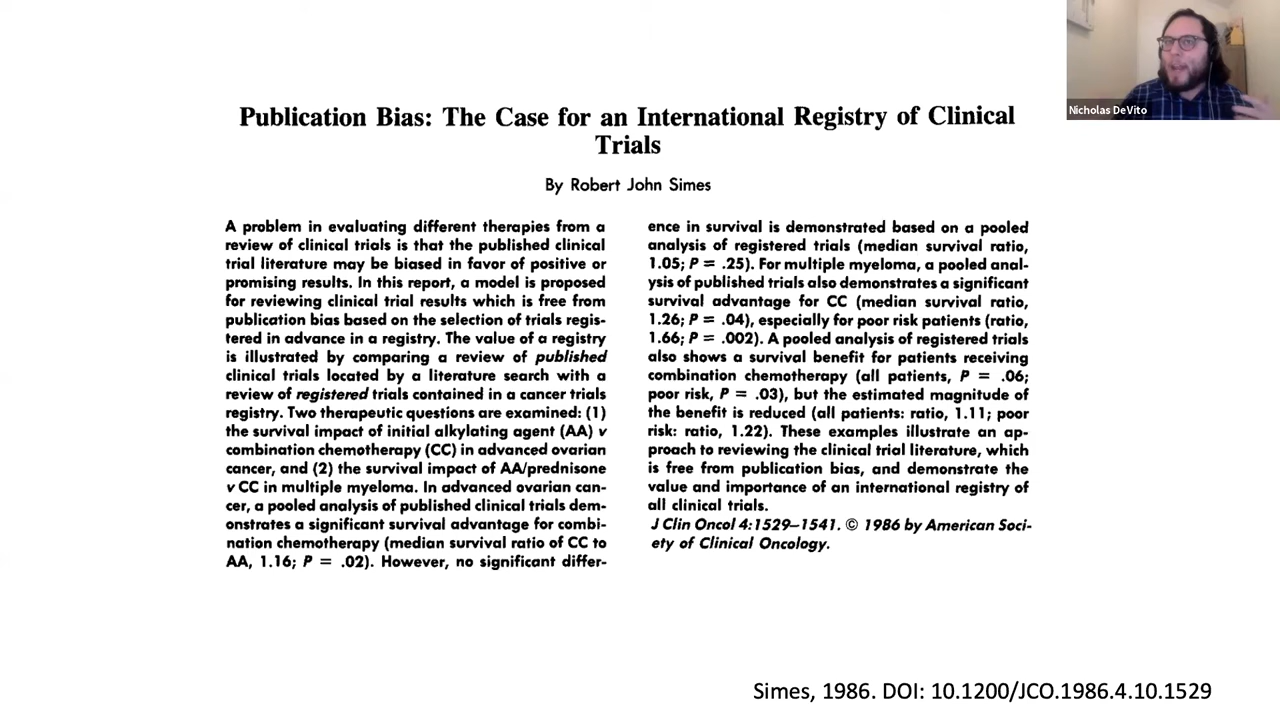 Nicholas DeVito
Publication Bias: The Case for an International Registry of Clinical
Trials
By Robert John Simes
A problem in evaluating different therapies from a
review of clinical trials is that the published clinical
trial literature may be biased in favor of positive or
promising results. In this report, a model is proposed
for reviewing clinical trial results which is free from
publication bias based on the selection of trials regis-
tered in advance in a registry. The value of a registry
is illustrated by comparing a review of published
clinical trials located by a literature search with a
review of registered trials contained in a cancer trials
registry. Two therapeutic questions are examined: (1)
the survival impact of initial alkylating agent (AA) v
combination chemotherapy (CC) in advanced ovarian
cancer, and (2) the survival impact of AA/prednisone
v CC in multiple myeloma. In advanced ovarian can-
cer, a pooled analysis of published clinical trials dem-
onstrates a significant survival advantage for combi-
nation chemotherapy (median survival ratio of CC to
AA, 1.16; P = .02). However, no significant differ-
ence in survival is demonstrated based on a pooled
analysis of registered trials (median survival ratio,
1.05; P = .25). For multiple myeloma, a pooled anal-
ysis of published trials also demonstrates a significant
survival advantage for CC (median survival ratio,
1.26; P = .04), especially for poor risk patients (ratio,
1.66; P = .002). A pooled analysis of registered trials
also shows a survival benefit for patients receiving
combination chemotherapy (all patients, P = .06;
poor risk, P = .03), but the estimated magnitude of
the benefit is reduced (all patients: ratio, 1.11; poor
risk: ratio, 1.22). These examples illustrate an ap-
proach to reviewing the clinical trial literature, which
is free from publication bias, and demonstrate the
value and importance of an international registry of
all clinical trials.
J Clin Oncol 4:1529–1541. © 1986 by American Soci-
ety of Clinical Oncology.
Simes, 1986. DOI: 10.1200/JCO.1986.4.10.1529